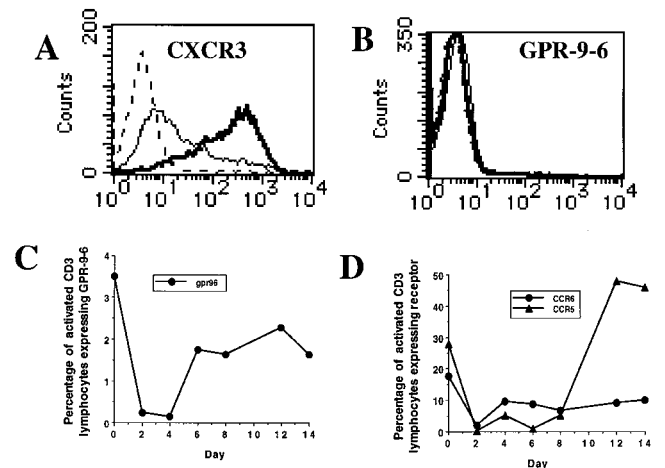 A
CXCR3
200
0
Counts
10^0 10^1 10^2 10^3 10^4
B
GPR-9-6
350
0
Counts
10^0 10^1 10^2 10^3 10^4
C
gpr96
Percentage of activated CD3
lymphocytes expressing GPR-9-6
4
3
2
1
0
0 2 4 6 8 10 12 14
Day
D
CCR6
CCR5
Percentage of activated CD3
lymphocytes expressing receptor
50
40
30
20
10
0
0 2 4 6 8 10 12 14
Day